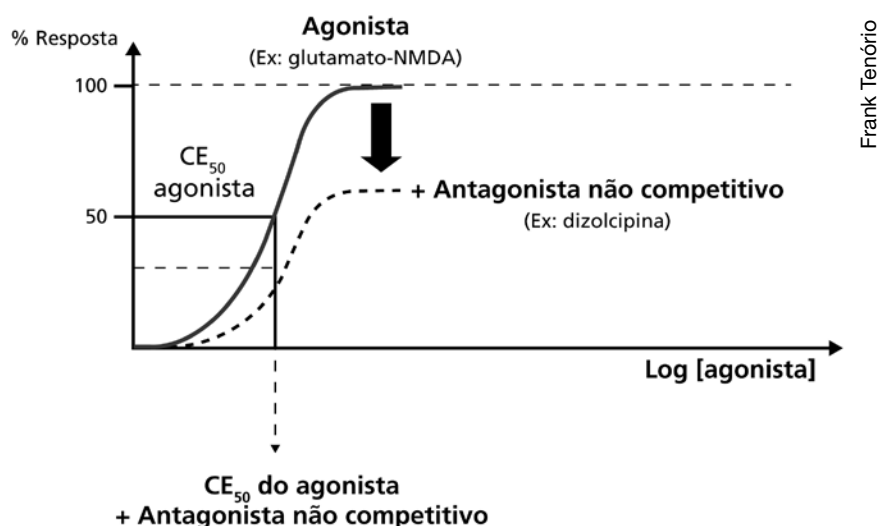 Agonista
(Ex: glutamato-NMDA)
% Resposta
100
CE50
agonista
50
+ Antagonista não competitivo
(Ex: dizolcipina)
Log [agonista]
CE50 do agonista
+ Antagonista não competitivo
Frank Tenório